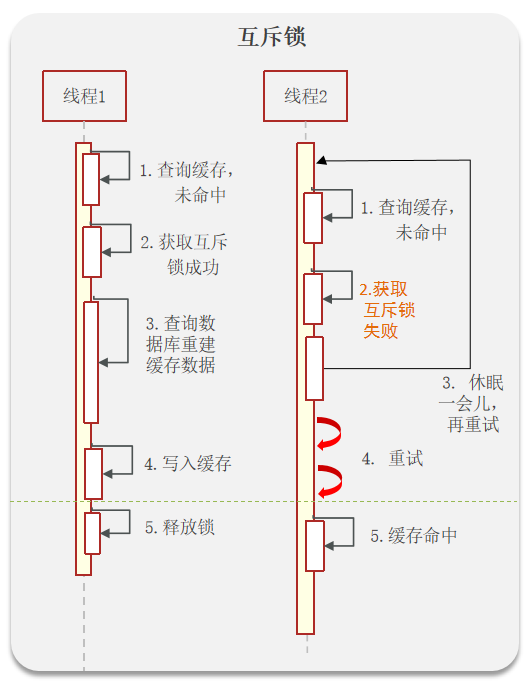 互斥锁
线程1
线程2
1.查询缓存，
未命中
2.获取互斥
锁成功
3.查询数
据库重建
缓存数据
4.写入缓存
5.释放锁
1.查询缓存，
未命中
2.获取
互斥锁
失败
3. 休眠
一会儿，
再重试
4. 重试
5.缓存命中